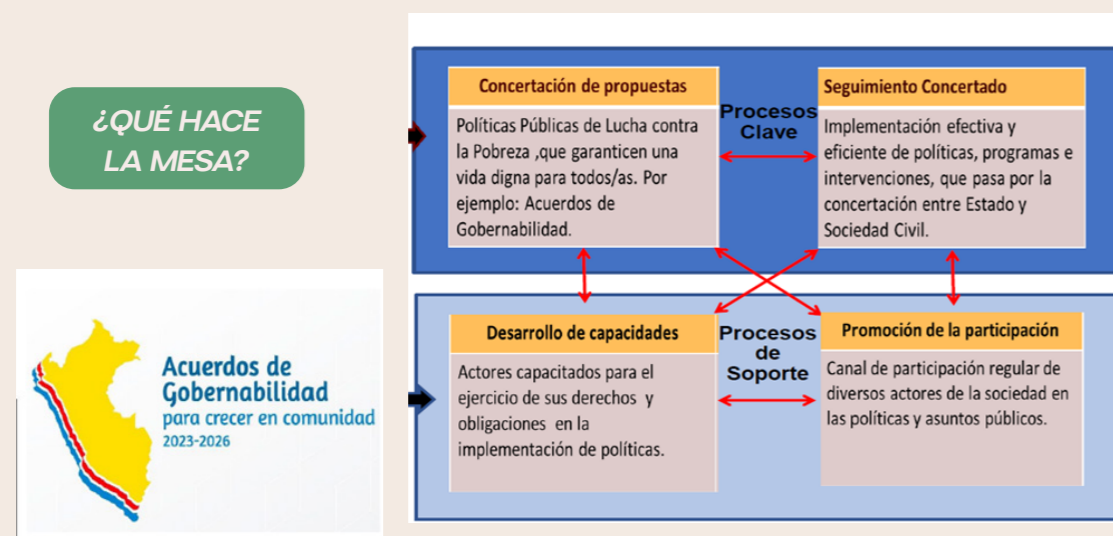 ¿QUÉ HACE
LA MESA?
Acuerdos de
Gobernabilidad
para crecer en comunidad
2023-2026
Concertación de propuestas
Políticas Públicas de Lucha contra
la Pobreza ,que garanticen una
vida digna para todos/as. Por
ejemplo: Acuerdos de
Gobernabilidad.
Procesos
Clave
Seguimiento Concertado
Implementación efectiva y
eficiente de políticas, programas e
intervenciones, que pasa por la
concertación entre Estado y
Sociedad Civil.
Desarrollo de capacidades
Actores capacitados para el
ejercicio de sus derechos y
obligaciones en la
implementación de políticas.
Procesos
de
Soporte
Promoción de la participación
Canal de participación regular de
diversos actores de la sociedad en
las políticas y asuntos públicos.